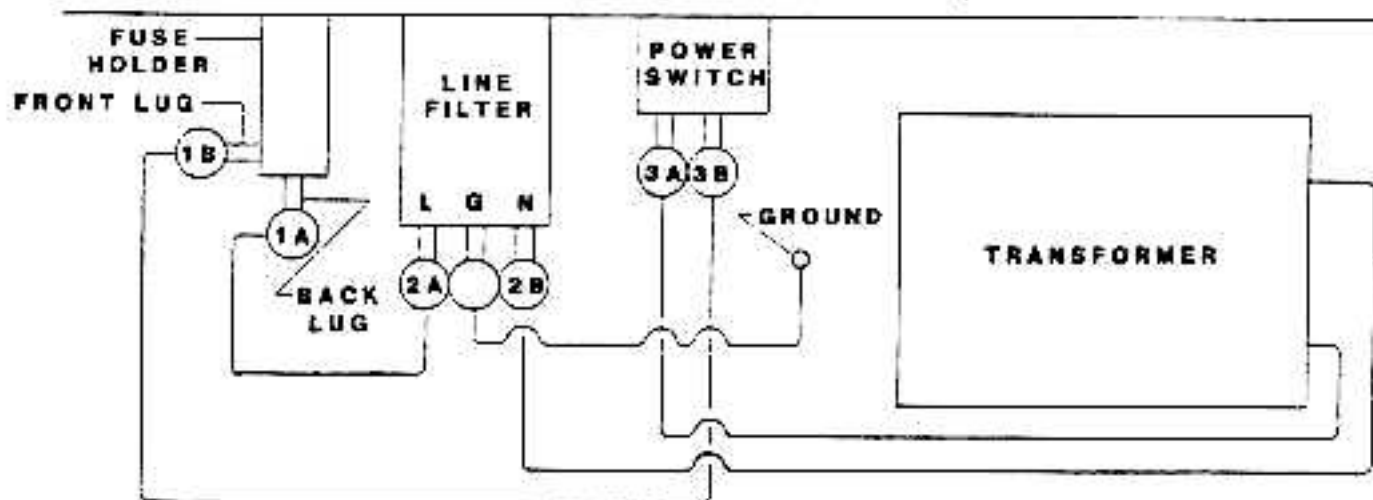 FUSE
HOLDER
FRONT LUG
1B
1A
BACK
LUG
LINE
FILTER
L G N
2A 2B
POWER
SWITCH
3A 3B
GROUND
TRANSFORMER